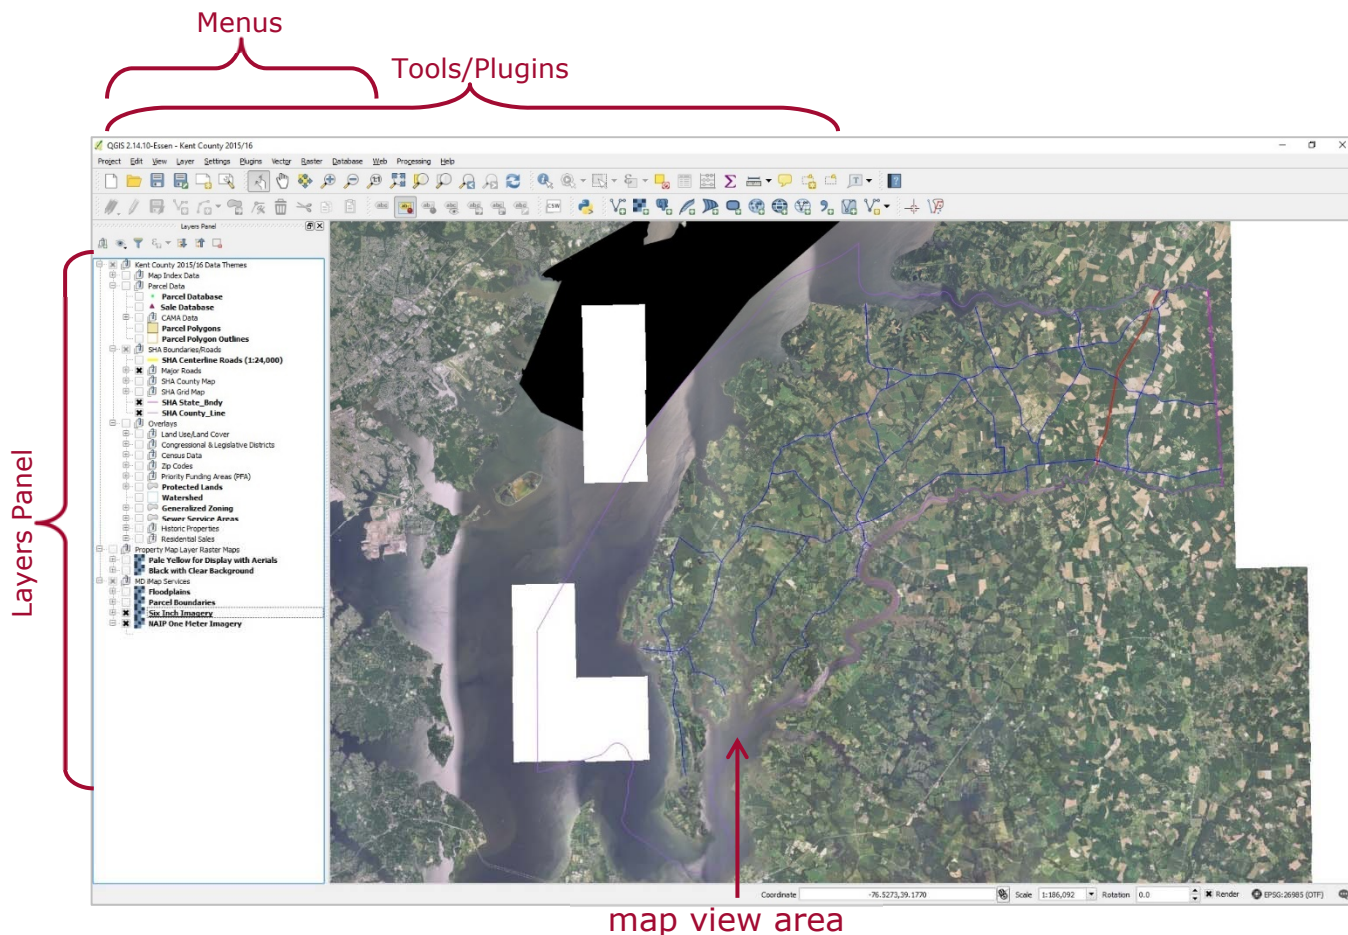 Menus
Tools/Plugins
QGIS 2.14.10-Essen - Kent County 2015/16
Project Edit View Layer Settings Plugins Vector Raster Database Web Processing Help
CSW
Layers Panel
Layers Panel
Kent County 2015/16 Data Themes
Map Index Data
Parcel Data
Parcel Database
Sale Database
CAMA Data
Parcel Polygons
Parcel Polygon Outlines
SHA Boundaries/Roads
SHA Centerline Roads (1:24,000)
Major Roads
SHA County Map
SHA Grid Map
SHA State_Bndy
SHA County_Line
Overlays
Land Use/Land Cover
Congressional & Legislative Districts
Census Data
Zip Codes
Priority Funding Areas (PFA)
Protected Lands
Watershed
Generalized Zoning
Sewer Service Areas
Historic Properties
Residential Sales
Property Map Layer Raster Maps
Pale Yellow for Display with Aerials
Black with Clear Background
MD iMap Services
Floodplains
Parcel Boundaries
Six Inch Imagery
NAIP One Meter Imagery
Coordinate -76.5273,39.1770 Scale 1:186,092 Rotation 0.0 Render EPSG:26985 (OTF)
map view area